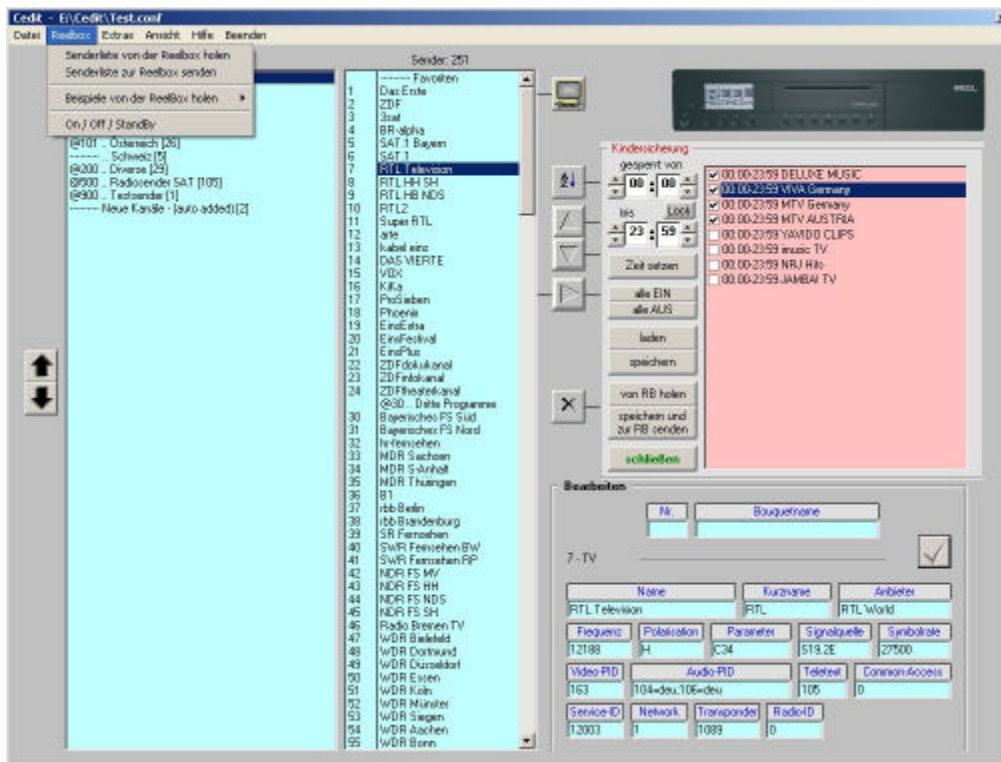 Cedit - E:\Cedit\Test.conf
Datei Reelbox Extras Ansicht Hilfe Beenden
Senderliste von der Reelbox holen
Senderliste zur Reelbox senden
Beispiele von der ReelBox holen
On / Off / StandBy
@101 .. Österreich [26]
------- .. Schweiz [5]
@200 .. Diverse [29]
@500 .. Radiosender SAT [105]
@900 .. Testsender [1]
------- Neue Kanäle - (auto added) [2]
Sender: 251
------- Favoriten
1 Das Erste
2 ZDF
3 3sat
4 BR-alpha
5 SAT.1 Bayern
6 SAT.1
7 RTL Television
8 RTL HH SH
9 RTL HB NDS
10 RTL2
11 Super RTL
12 arte
13 kabel eins
14 DAS VIERTE
15 VOX
16 KiKa
17 ProSieben
18 Phoenix
19 EinsExtra
20 EinsFestival
21 EinsPlus
22 ZDFdokukanal
23 ZDFinfokanal
24 ZDFtheaterkanal
@30 .. Dritte Programme
30 Bayerisches FS Süd
31 Bayerisches FS Nord
32 hr-fernsehen
33 MDR Sachsen
34 MDR S-Anhalt
35 MDR Thüringen
36 B1
37 rbb Berlin
38 rbb Brandenburg
39 SR Fernsehen
40 SWR Fernsehen BW
41 SWR Fernsehen RP
42 NDR FS MV
43 NDR FS HH
44 NDR FS NDS
45 NDR FS SH
46 Radio Bremen TV
47 WDR Bielefeld
48 WDR Dortmund
49 WDR Düsseldorf
50 WDR Essen
51 WDR Köln
52 WDR Münster
53 WDR Siegen
54 WDR Aachen
55 WDR Bonn
REEL
Kindersicherung
gesperrt von
00 : 00
bis Lock
23 : 59
Zeit setzen
alle EIN
alle AUS
laden
speichern
von RB holen
speichern und
zur RB senden
schließen
00:00-23:59 DELUXE MUSIC
00:00-23:59 VIVA Germany
00:00-23:59 MTV Germany
00:00-23:59 MTV AUSTRIA
00:00-23:59 YAVIDO CLIPS
00:00-23:59 imusic TV
00:00-23:59 NRJ Hits
00:00-23:59 JAMBA! TV
Bearbeiten
Nr. Bouquetname
7 - TV
Name Kurzname Anbieter
RTL Television RTL RTL World
Frequenz Polarisation Parameter Signalquelle Symbolrate
12188 H C34 S19.2E 27500
Video-PID Audio-PID Teletext Common-Access
163 104=deu,106=deu 105 0
Service-ID Network Transponder Radio-ID
12003 1 1089 0